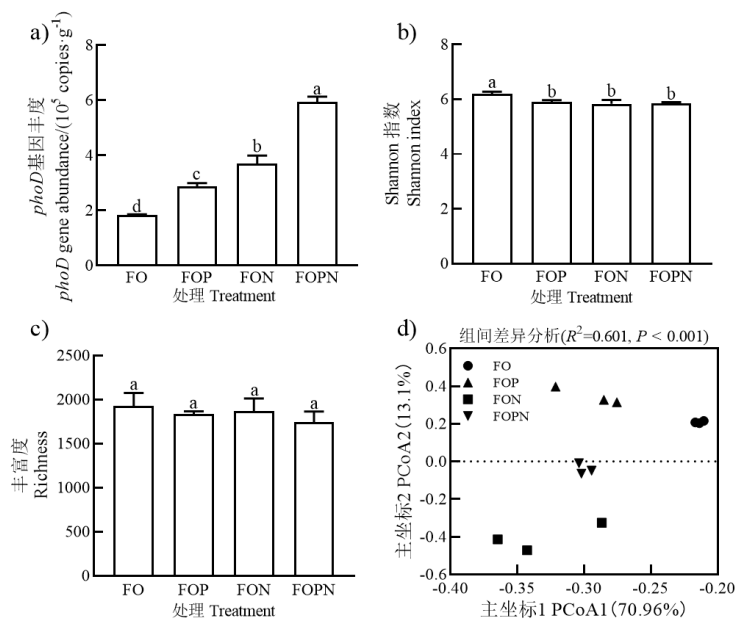 a)
phoD基因丰度
phoD gene abundance/(10⁵ copies·g⁻¹)
8
6
4
2
0
d
c
b
a
FO FOP FON FOPN
处理 Treatment
b)
Shannon 指数
Shannon index
8
6
4
2
0
a
b
b
b
FO FOP FON FOPN
处理 Treatment
c)
丰富度
Richness
2500
2000
1500
1000
500
0
a
a
a
a
FO FOP FON FOPN
处理 Treatment
d)
组间差异分析(R²=0.601, P < 0.001)
主坐标2 PCoA2(13.1%)
0.6
0.4
0.2
0.0
-0.2
-0.4
-0.6
FO
FOP
FON
FOPN
-0.40 -0.35 -0.30 -0.25 -0.20
主坐标1 PCoA1(70.96%)